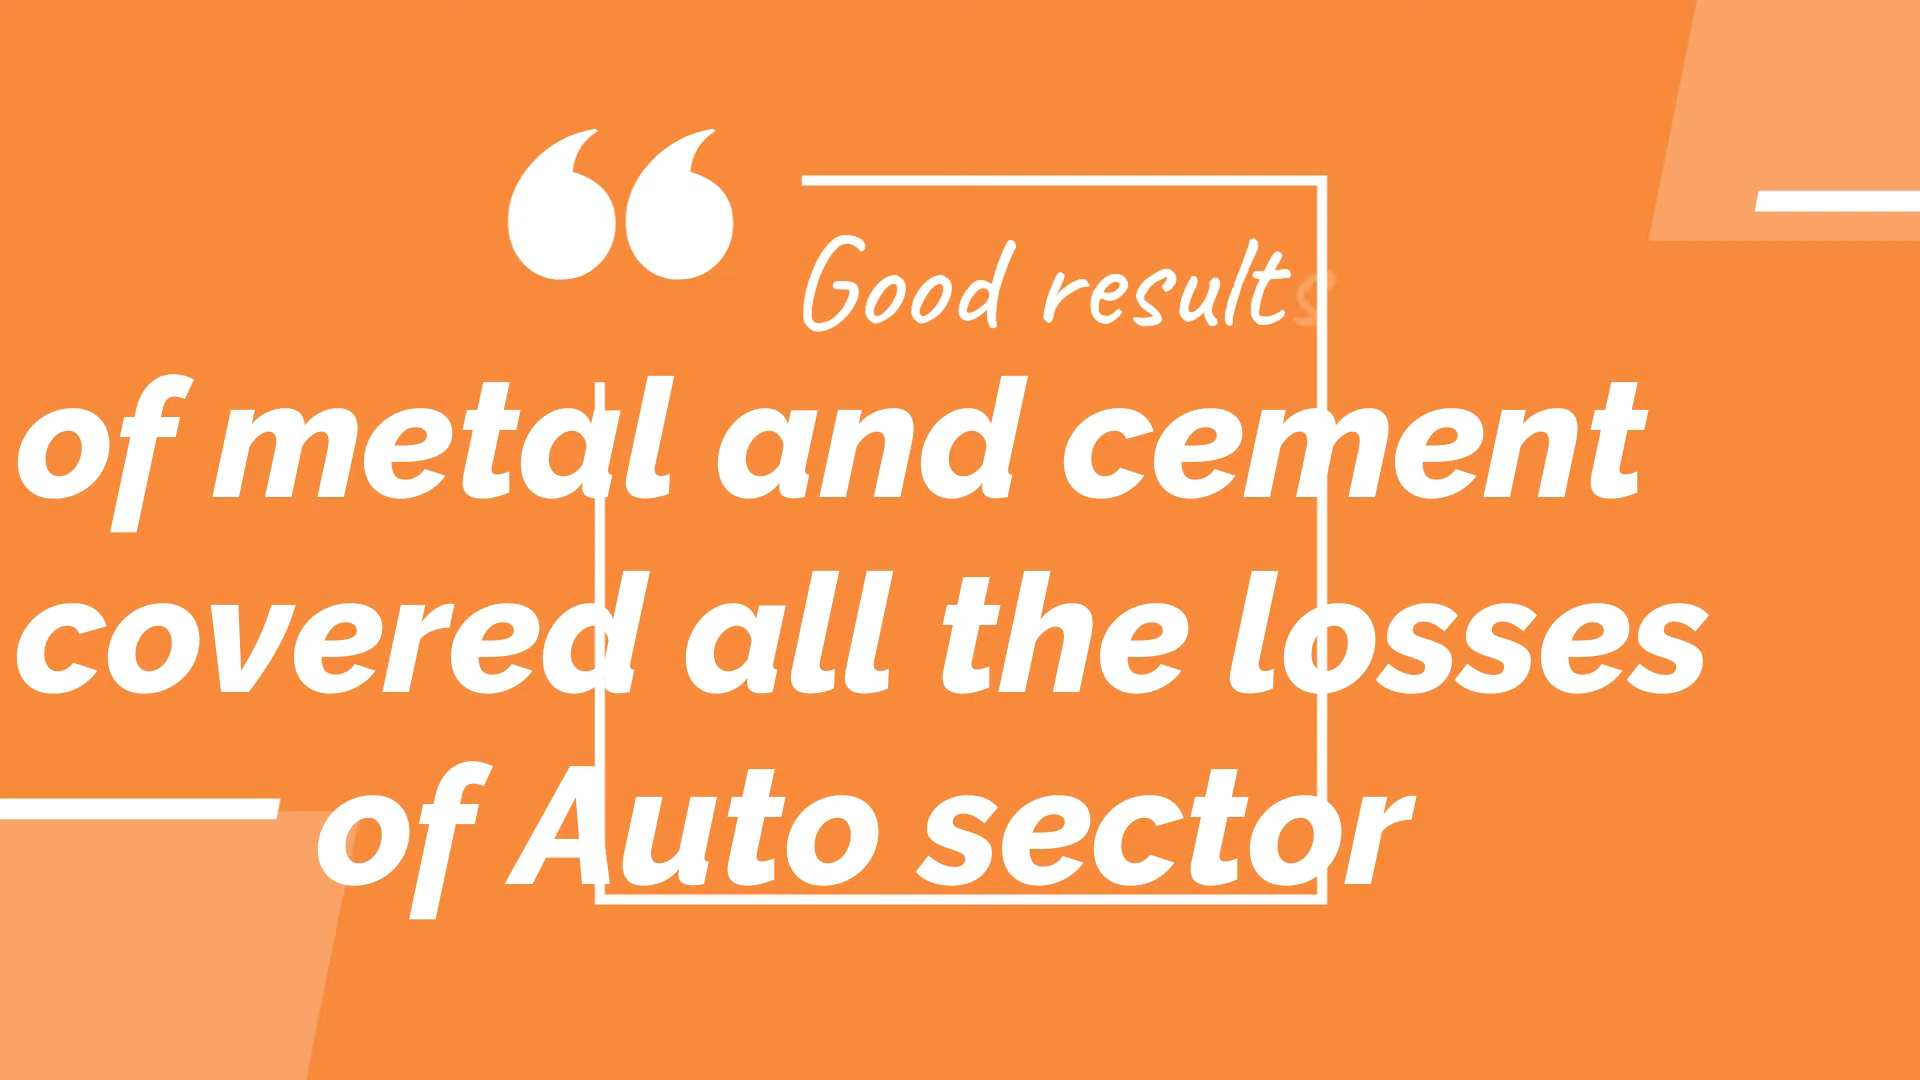 Good results
of metal and cement
covered all the losses
of Auto sector